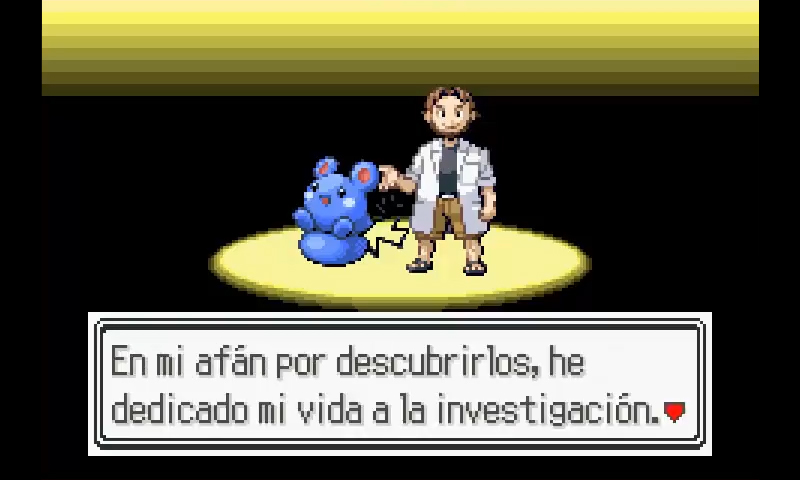 En mi afán por descubrirlos, he
dedicado mi vida a la investigación.